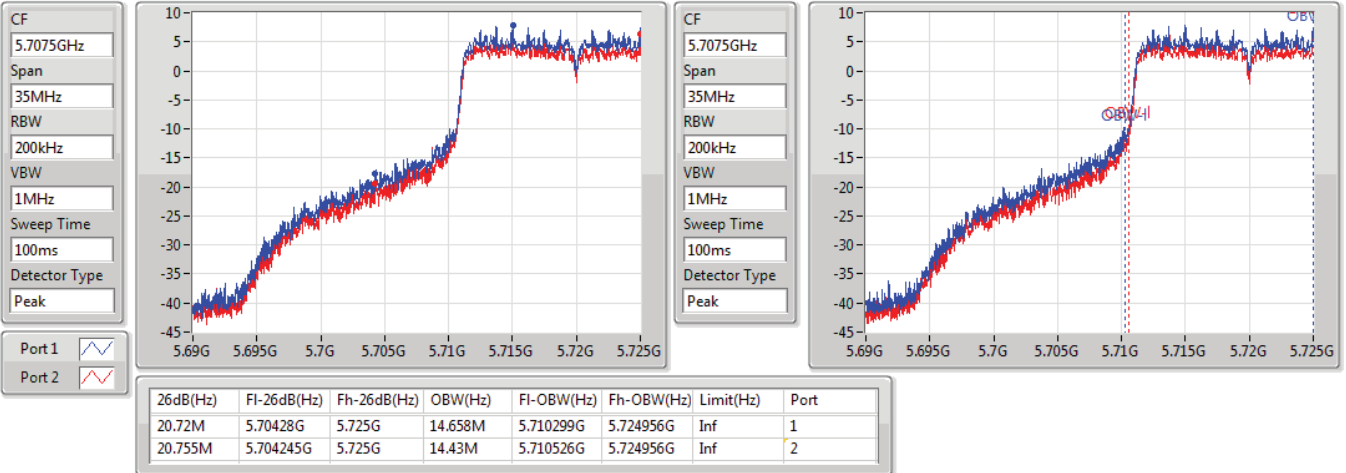 CF
5.7075GHz
Span
35MHz
RBW
200kHz
VBW
1MHz
Sweep Time
100ms
Detector Type
Peak
Port 1
Port 2
10
5
0
-5
-10
-15
-20
-25
-30
-35
-40
-45
5.69G 5.695G 5.7G 5.705G 5.71G 5.715G 5.72G 5.725G
CF
5.7075GHz
Span
35MHz
RBW
200kHz
VBW
1MHz
Sweep Time
100ms
Detector Type
Peak
10
5
0
-5
-10
-15
-20
-25
-30
-35
-40
-45
5.69G 5.695G 5.7G 5.705G 5.71G 5.715G 5.72G 5.725G
26dB(Hz) Fl-26dB(Hz) Fh-26dB(Hz) OBW(Hz) Fl-OBW(Hz) Fh-OBW(Hz) Limit(Hz) Port
20.72M 5.70428G 5.725G 14.658M 5.710299G 5.724956G Inf 1
20.755M 5.704245G 5.725G 14.43M 5.710526G 5.724956G Inf 2